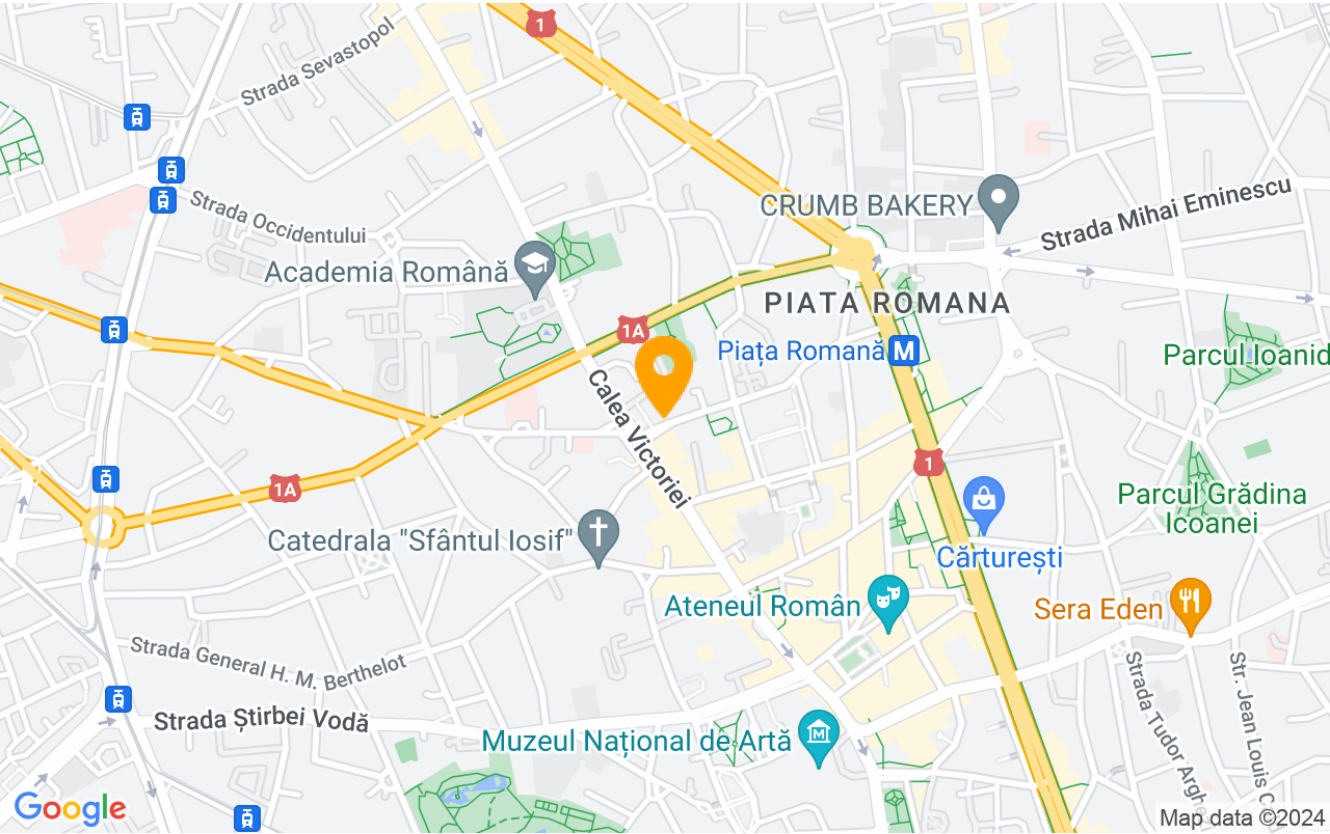 1
Strada Sevastopol
CRUMB BAKERY
Strada Mihai Eminescu
Strada Occidentului
Academia Română
PIATA ROMANA
1A
Piața Romană
M
Parcul Ioanid
Calea Victoriei
1
1A
Parcul Grădina
Icoanei
Catedrala "Sfântul Iosif"
Cărturești
Ateneul Român
Sera Eden
Strada General H. M. Berthelot
Strada Știrbei Vodă
Strada Tudor Arghe
Str. Jean Louis C
Muzeul Național de Artă
M
Google
Map data ©2024